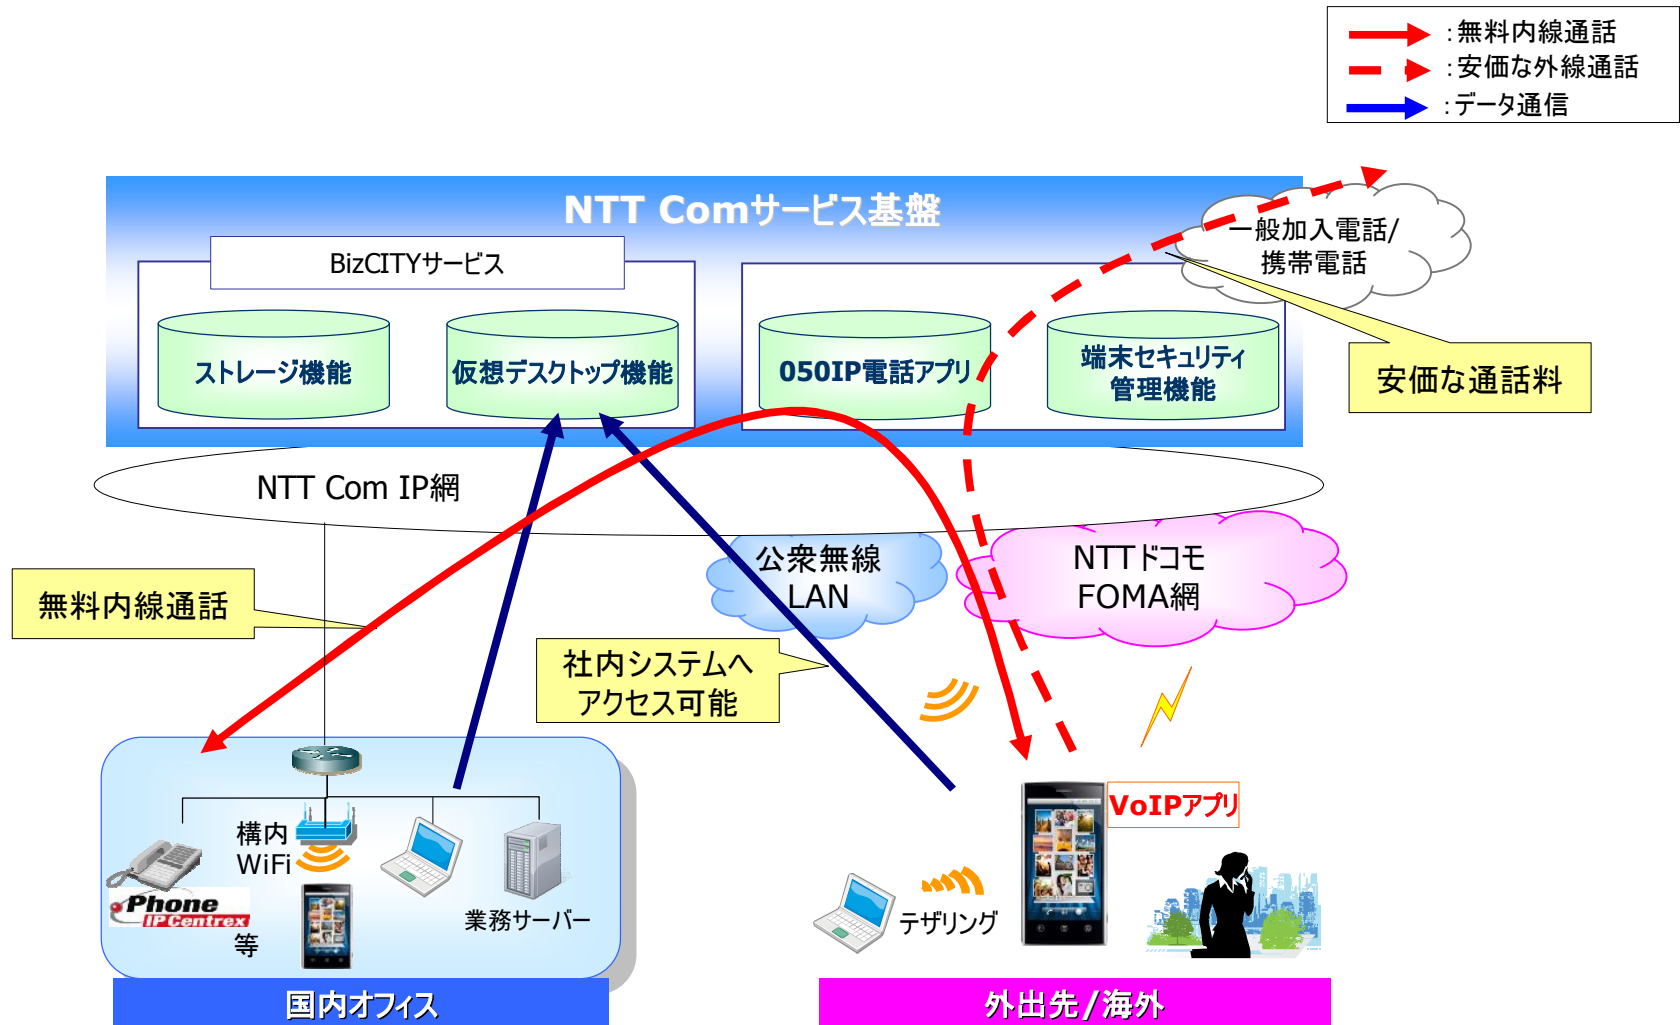 ：無料内線通話
：安価な外線通話
：データ通信
NTT Comサービス基盤
一般加入電話/
携帯電話
BizCITYサービス
ストレージ機能
仮想デスクトップ機能
050IP電話アプリ
端末セキュリティ
管理機能
安価な通話料
NTT Com IP網
公衆無線
LAN
NTTドコモ
FOMA網
無料内線通話
社内システムへ
アクセス可能
VoIPアプリ
構内
WiFi
Phone
IP Centrex
等
業務サーバー
テザリング
国内オフィス
外出先/海外